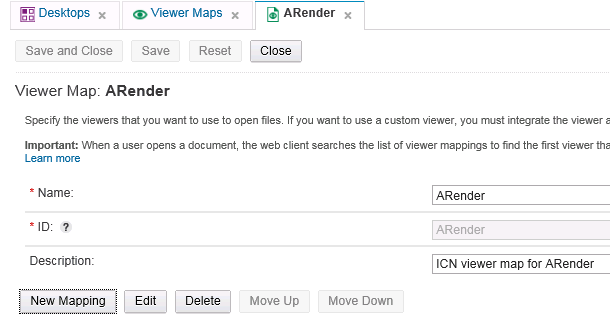 Desktops Viewer Maps ARender
Save and Close Save Reset Close
Viewer Map: ARender
Specify the viewers that you want to use to open files. If you want to use a custom viewer, you must integrate the viewer a
Important: When a user opens a document, the web client searches the list of viewer mappings to find the first viewer tha
Learn more
* Name: ARender
* ID: ? ARender
Description: ICN viewer map for ARender
New Mapping Edit Delete Move Up Move Down